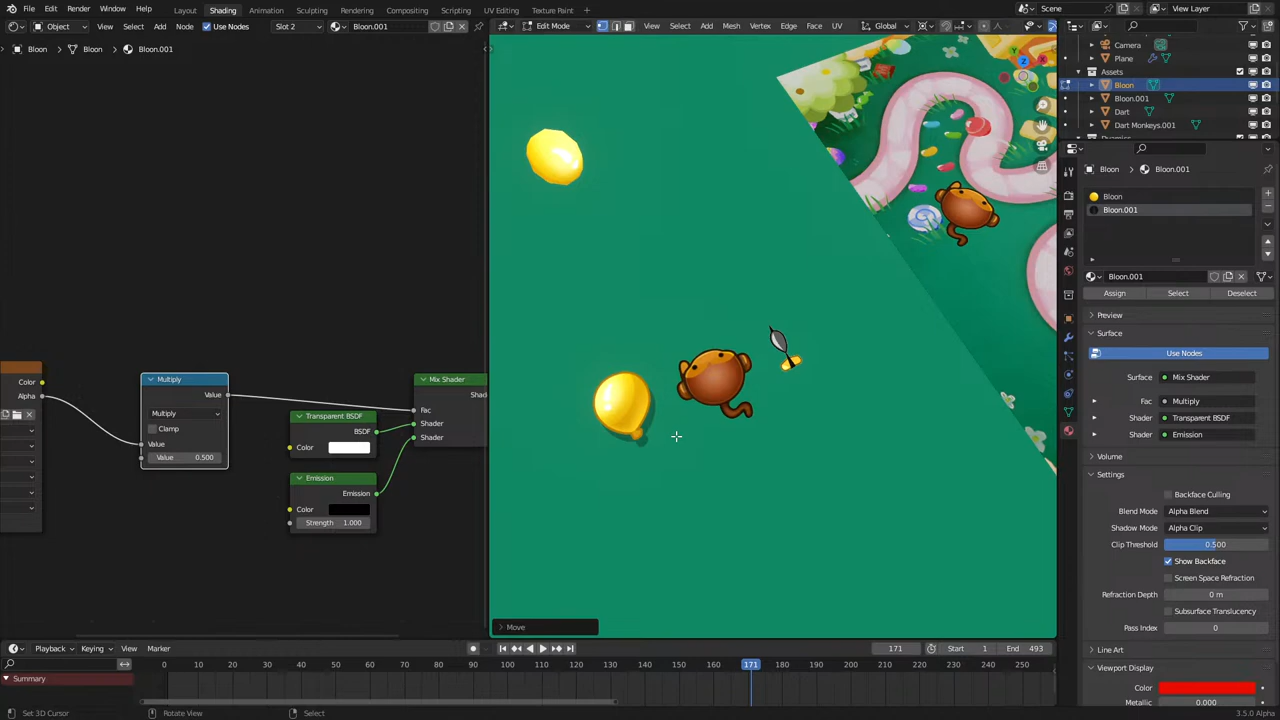 File Edit Render Window Help Layout Shading Animation Sculpting UV Editing Rendering Compositing Scripting UV Editing Texture Paint Scene View Layer
Object View Select Add Node Use Nodes Slot 2 Bloon.001 Edit Mode View Select Add Mesh Vertex Edge Face UV Global
Bloon Bloon Bloon.001
Camera
Plane
Assets
Bloon
Bloon.001
Dart
Dart Monkeys.001
Bloon Bloon.001
Bloon
Bloon.001
Bloon.001
Assign Select Deselect
Preview
Surface
Use Nodes
Surface Mix Shader
Fac Multiply
Shader Transparent BSDF
Shader Emission
Volume
Settings
Backface Culling
Blend Mode Alpha Blend
Shadow Mode Alpha Clip
Clip Threshold 0.500
Show Backface
Screen Space Refraction
Refraction Depth 0 m
Subsurface Translucency
Pass Index 0
Line Art
Viewport Display
Color
Metallic 0.000
Color
Alpha
Multiply
Value
Multiply
Clamp
Value
Value 0.500
Transparent BSDF
BSDF
Color
Emission
Emission
Color
Strength 1.000
Mix Shader
Fac
Shader
Shader
Move
Playback Keying View Marker 171 Start 1 End 493
0 10 20 30 40 50 60 70 80 90 100 110 120 130 140 150 160 171 180 190 200 210 220 230 240 250
Summary
Set 3D Cursor Rotate View Select 3.5.0 Alpha